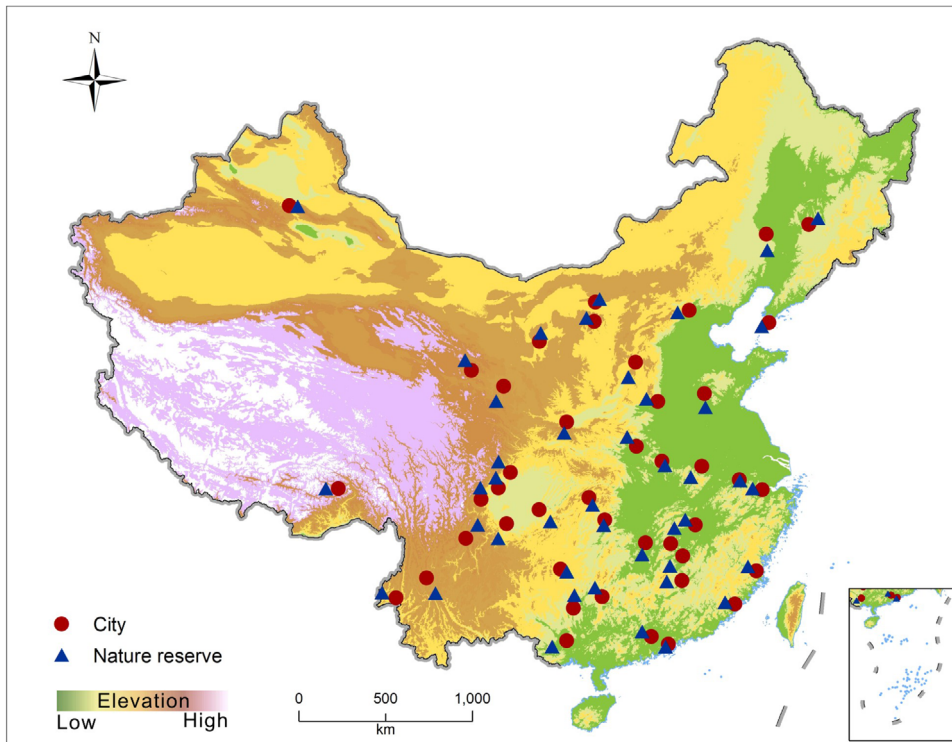 N
City
Nature reserve
Elevation
Low High
0 500 1,000
km